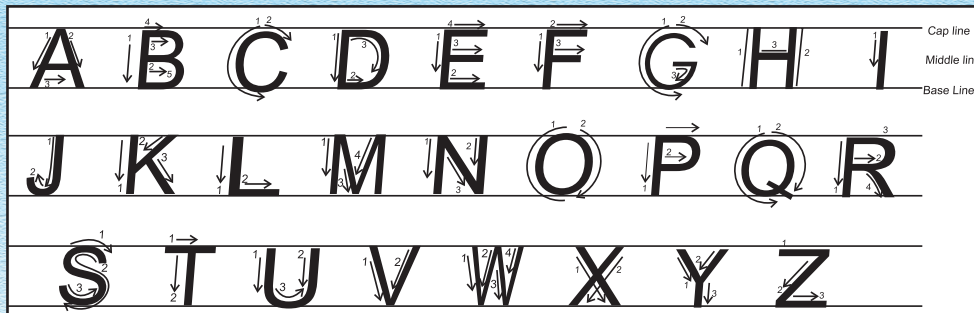 A B C D E F G H I
Cap line
Middle lin
Base Line
J K L M N O P Q R
S T U V W X Y Z